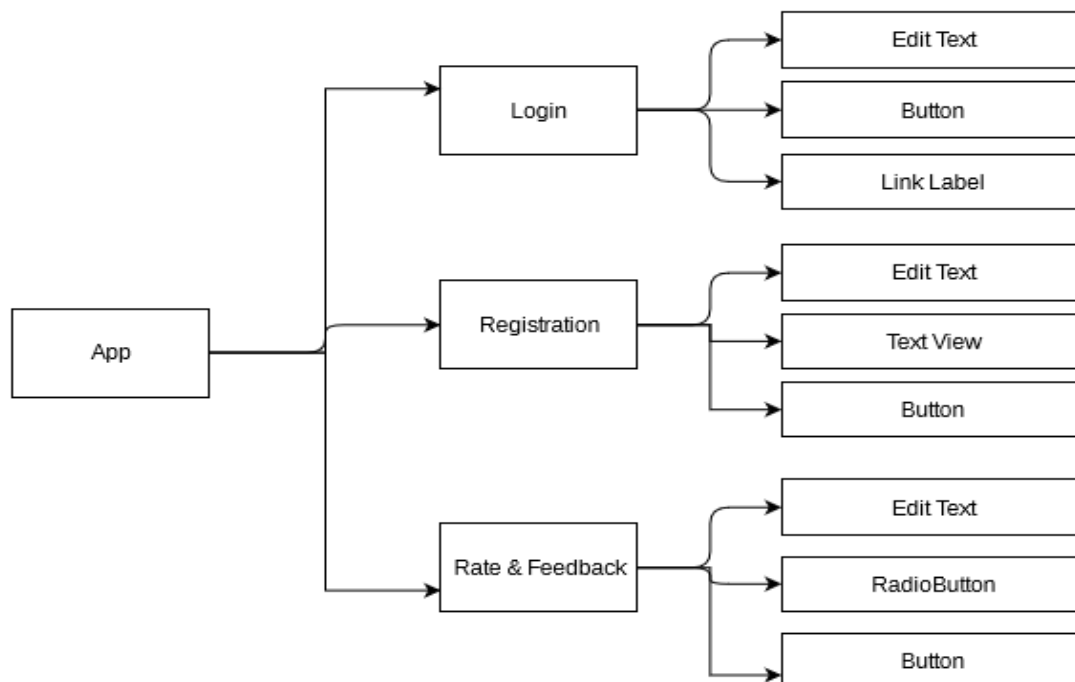 App
Login
Edit Text
Button
Link Label
Registration
Edit Text
Text View
Button
Rate & Feedback
Edit Text
RadioButton
Button